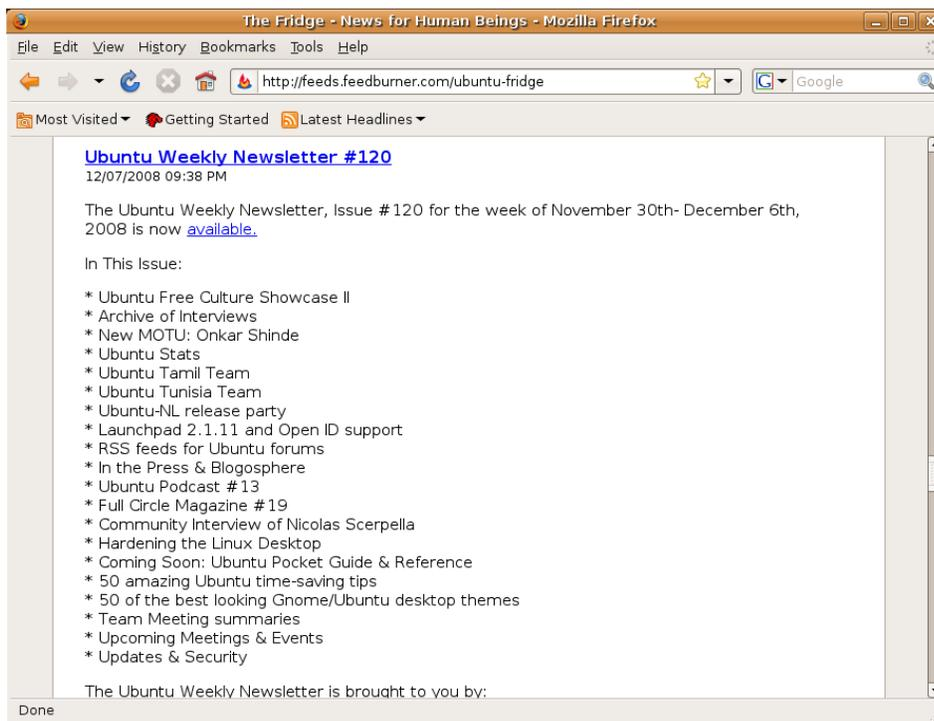 The Fridge - News for Human Beings - Mozilla Firefox
File Edit View History Bookmarks Tools Help
http://feeds.feedburner.com/ubuntu-fridge
G Google
Most Visited Getting Started Latest Headlines
Ubuntu Weekly Newsletter #120
12/07/2008 09:38 PM
The Ubuntu Weekly Newsletter, Issue #120 for the week of November 30th- December 6th,
2008 is now available.
In This Issue:
* Ubuntu Free Culture Showcase II
* Archive of Interviews
* New MOTU: Onkar Shinde
* Ubuntu Stats
* Ubuntu Tamil Team
* Ubuntu Tunisia Team
* Ubuntu-NL release party
* Launchpad 2.1.11 and Open ID support
* RSS feeds for Ubuntu forums
* In the Press & Blogosphere
* Ubuntu Podcast #13
* Full Circle Magazine #19
* Community Interview of Nicolas Scerpella
* Hardening the Linux Desktop
* Coming Soon: Ubuntu Pocket Guide & Reference
* 50 amazing Ubuntu time-saving tips
* 50 of the best looking Gnome/Ubuntu desktop themes
* Team Meeting summaries
* Upcoming Meetings & Events
* Updates & Security
The Ubuntu Weekly Newsletter is brought to you by:
Done